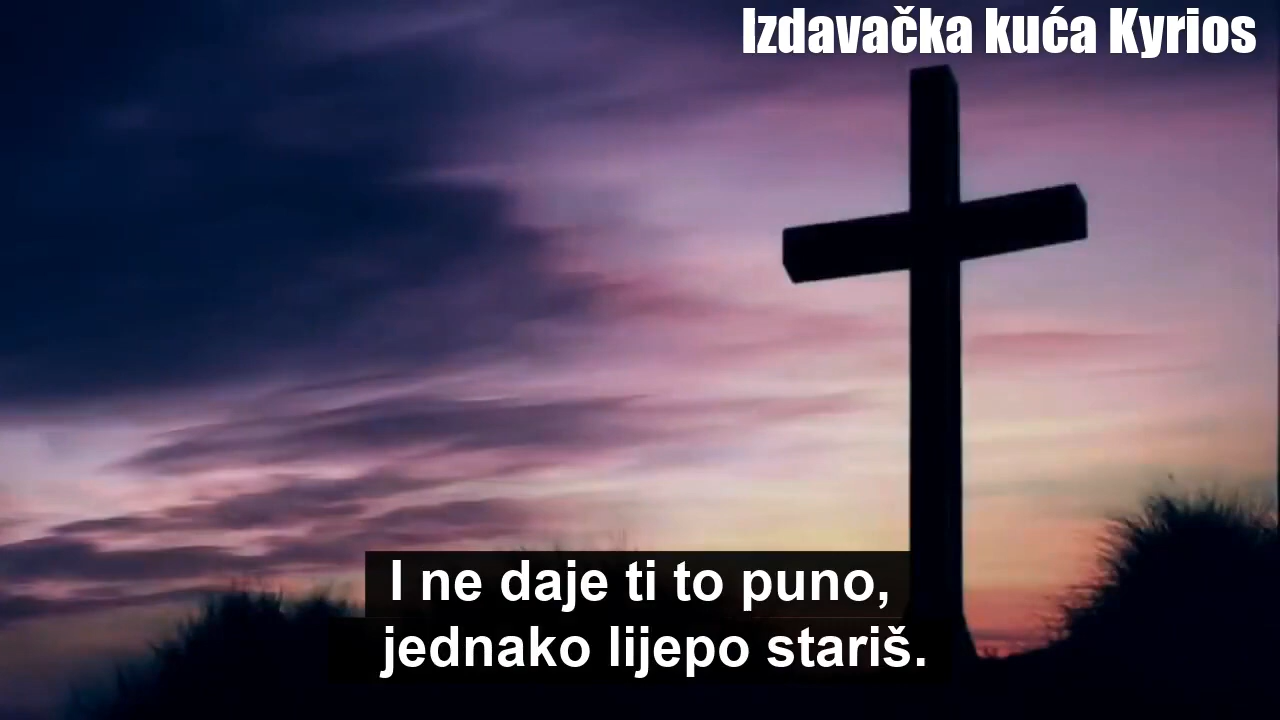 Izdavačka kuća Kyrios
I ne daje ti to puno,
jednako lijepo stariš.